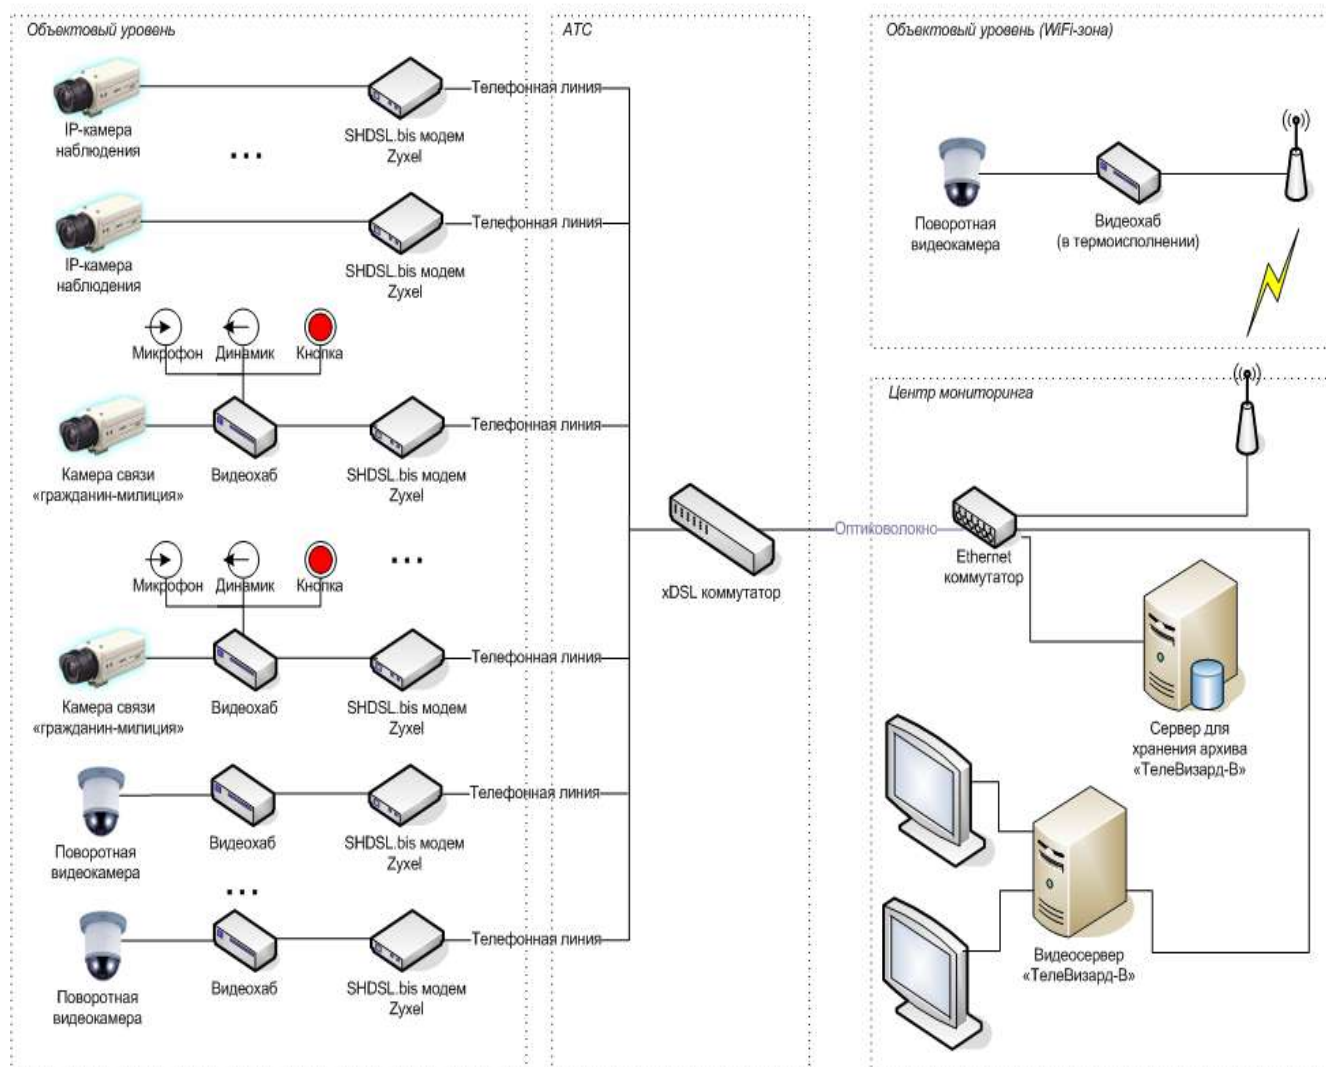 Объектовый уровень
IP-камера
наблюдения
...
SHDSL.bis модем
Zyxel
Телефонная линия
IP-камера
наблюдения
SHDSL.bis модем
Zyxel
Телефонная линия
Микрофон
Динамик
Кнопка
Камера связи
«гражданин-милиция»
Видеохаб
SHDSL.bis модем
Zyxel
Телефонная линия
Микрофон
Динамик
Кнопка
...
Камера связи
«гражданин-милиция»
Видеохаб
SHDSL.bis модем
Zyxel
Телефонная линия
Поворотная
видеокамера
Видеохаб
SHDSL.bis модем
Zyxel
Телефонная линия
...
Поворотная
видеокамера
Видеохаб
SHDSL.bis модем
Zyxel
Телефонная линия
АТС
xDSL коммутатор
Оптиковолокно
Объектовый уровень (WiFi-зона)
Поворотная
видеокамера
Видеохаб
(в термоисполнении)
Центр мониторинга
Ethernet
коммутатор
Сервер для
хранения архива
«ТелеВизард-В»
Видеосервер
«ТелеВизард-В»